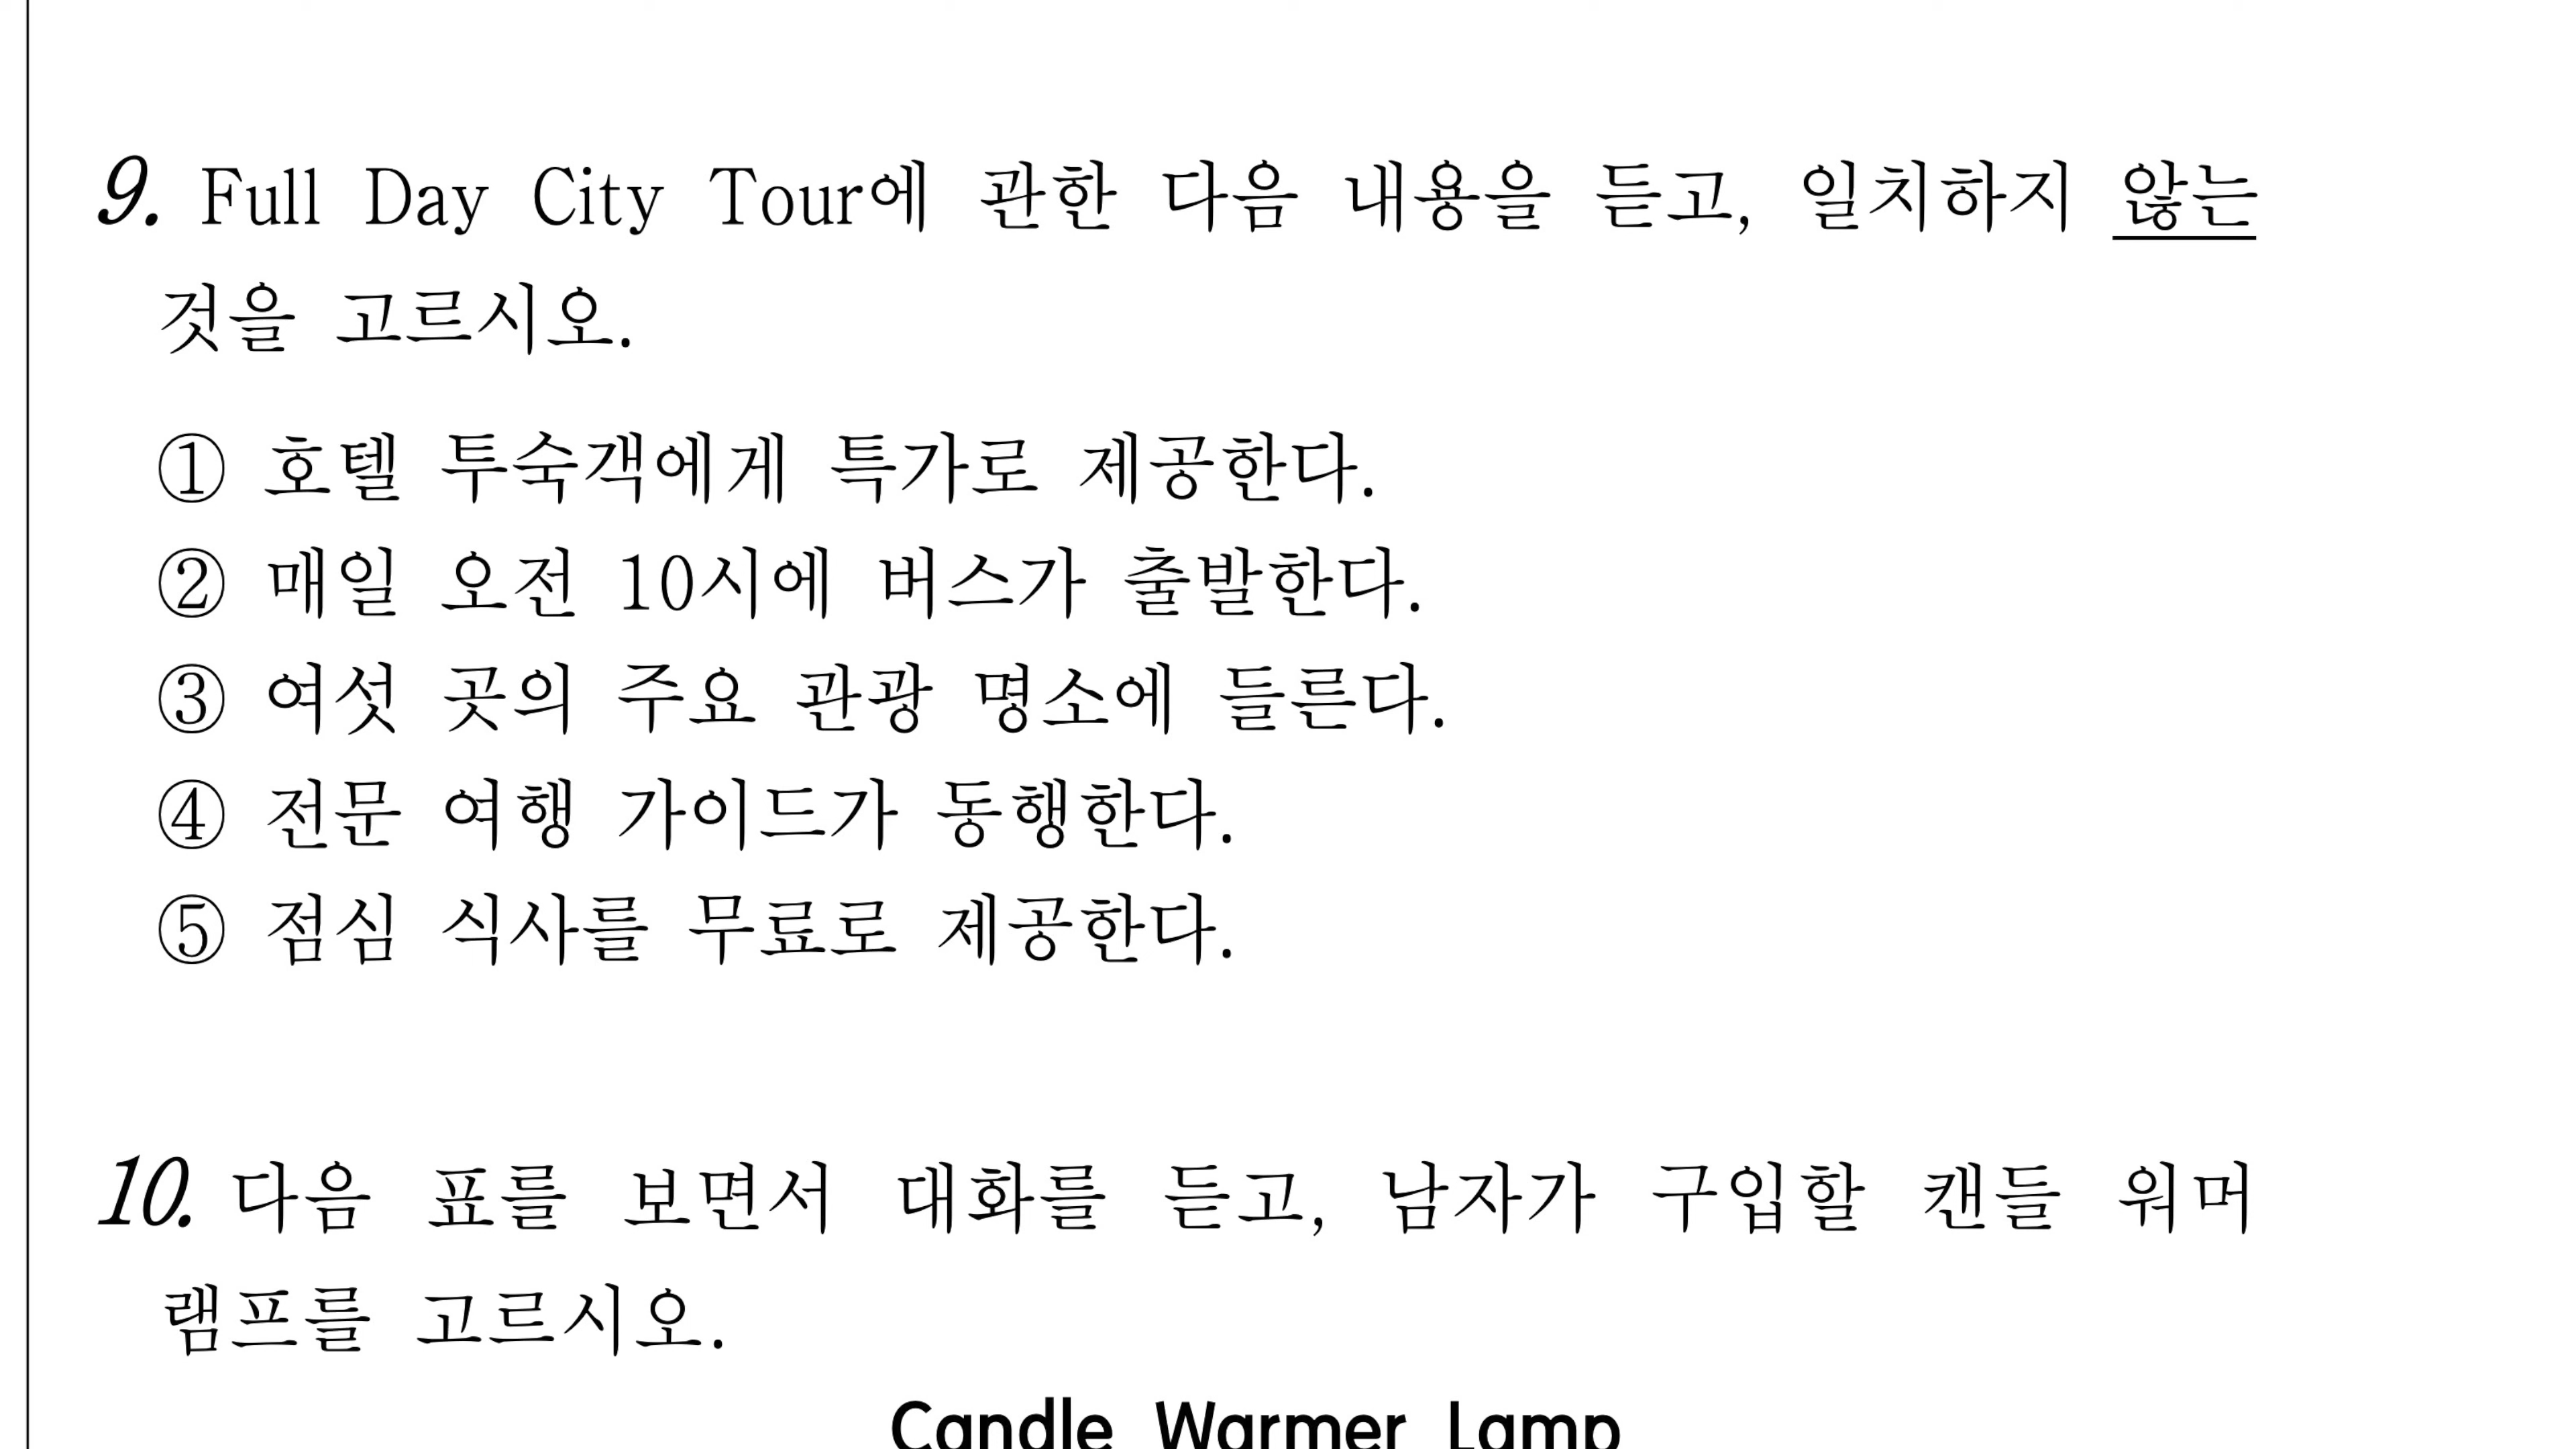 9. Full Day City Tour에 관한 다음 내용을 듣고, 일치하지 않는
것을 고르시오.
① 호텔 투숙객에게 특가로 제공한다.
② 매일 오전 10시에 버스가 출발한다.
③ 여섯 곳의 주요 관광 명소에 들른다.
④ 전문 여행 가이드가 동행한다.
⑤ 점심 식사를 무료로 제공한다.
10. 다음 표를 보면서 대화를 듣고, 남자가 구입할 캔들 워머
램프를 고르시오.
Candle Warmer Lamp